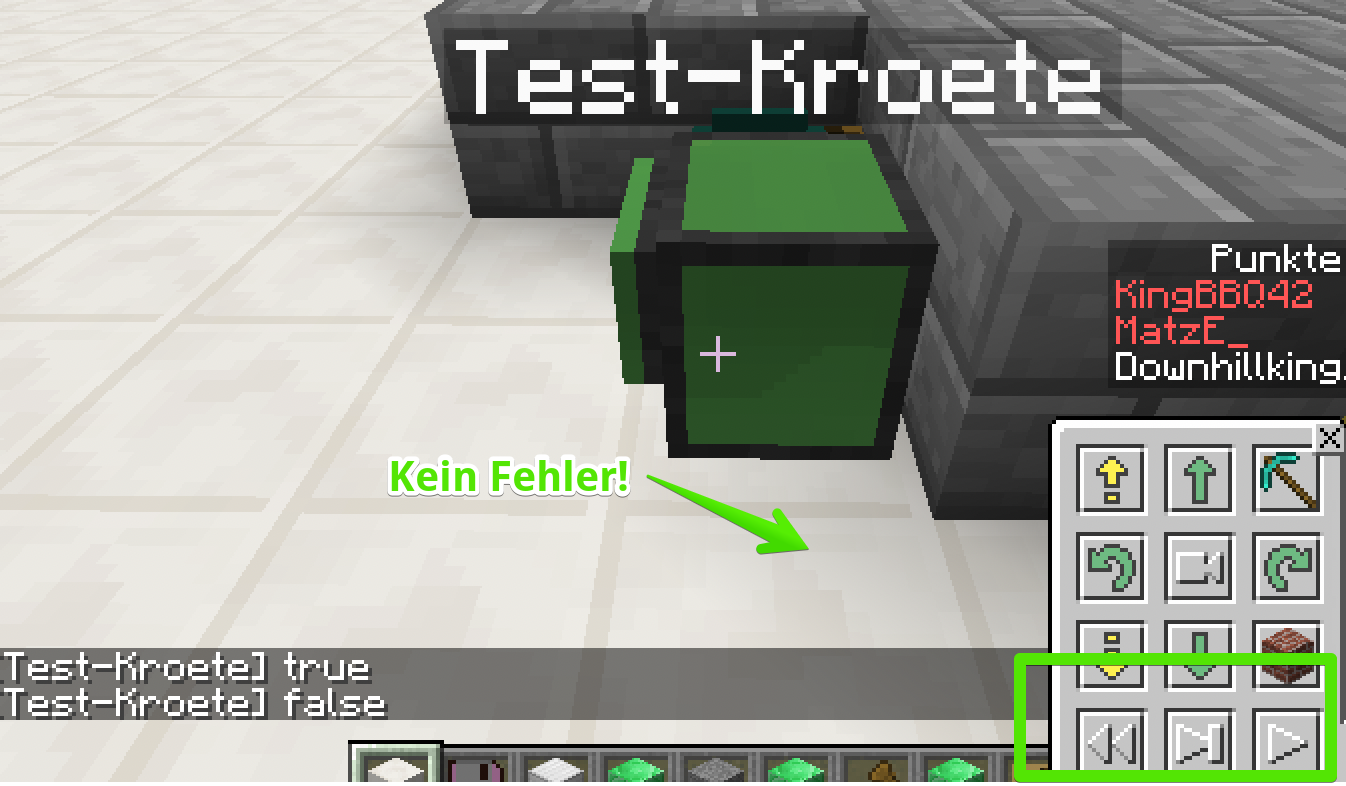 Test-Kroete
Punkte
KingBBQ42
MatzE_
Downhillking
Kein Fehler!
[Test-Kroete] true
[Test-Kroete] false